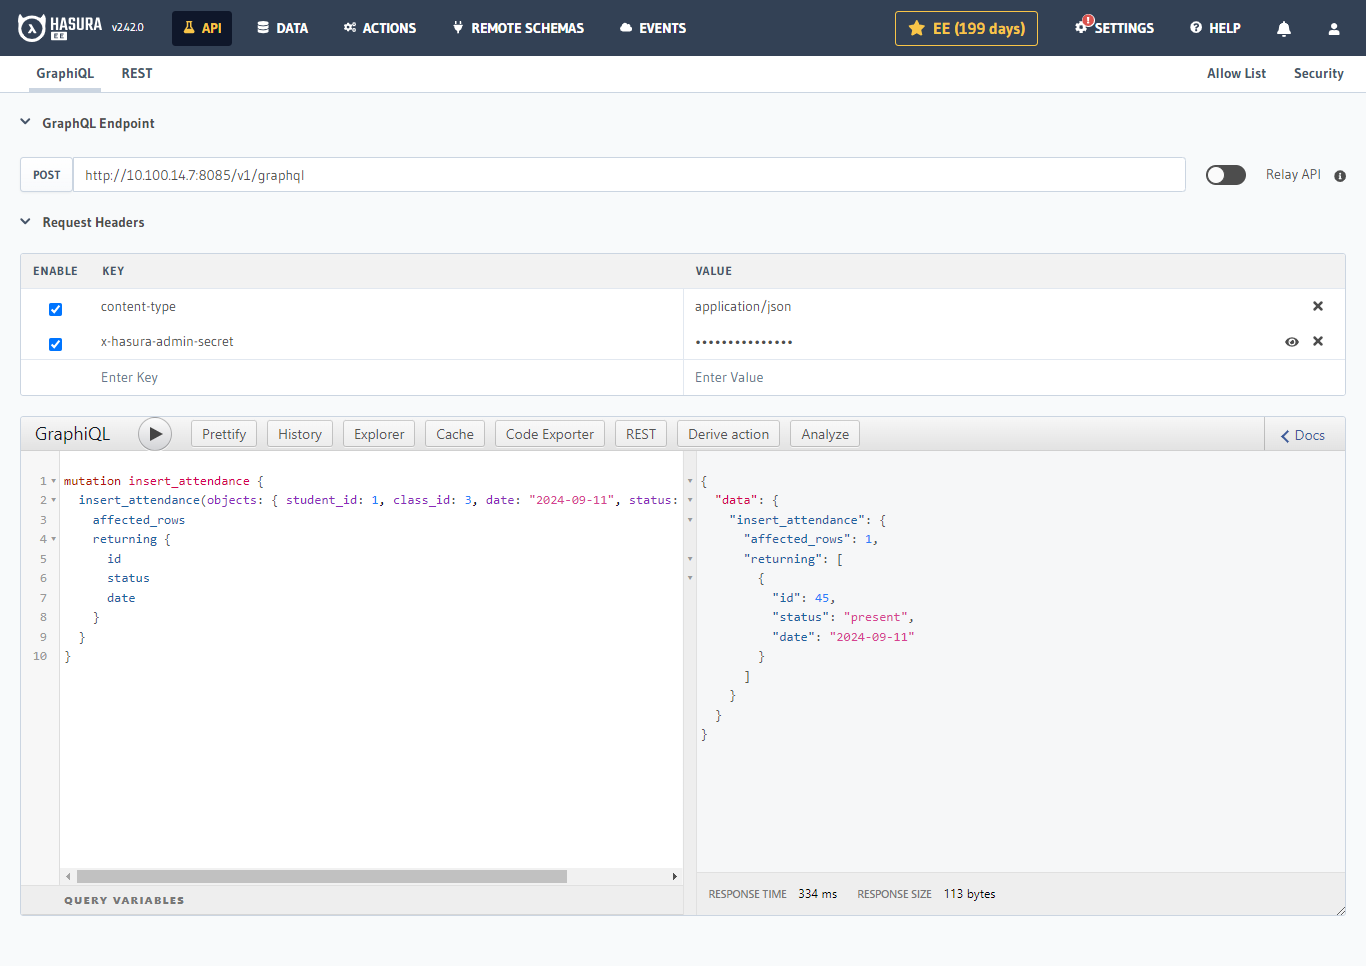 HASURA EE v2.42.0 API DATA ACTIONS REMOTE SCHEMAS EVENTS EE (199 days) SETTINGS HELP
GraphiQL REST Allow List Security
GraphQL Endpoint
POST http://10.100.14.7:8085/v1/graphql Relay API
Request Headers
ENABLE KEY VALUE
content-type application/json
x-hasura-admin-secret •••••••••••••••
Enter Key Enter Value
GraphiQL Prettify History Explorer Cache Code Exporter REST Derive action Analyze Docs
1 mutation insert_attendance {
2 insert_attendance(objects: { student_id: 1, class_id: 3, date: "2024-09-11", status:
3 affected_rows
4 returning {
5 id
6 status
7 date
8 }
9 }
10 }
{
"data": {
"insert_attendance": {
"affected_rows": 1,
"returning": [
{
"id": 45,
"status": "present",
"date": "2024-09-11"
}
]
}
}
}
QUERY VARIABLES
RESPONSE TIME 334 ms RESPONSE SIZE 113 bytes